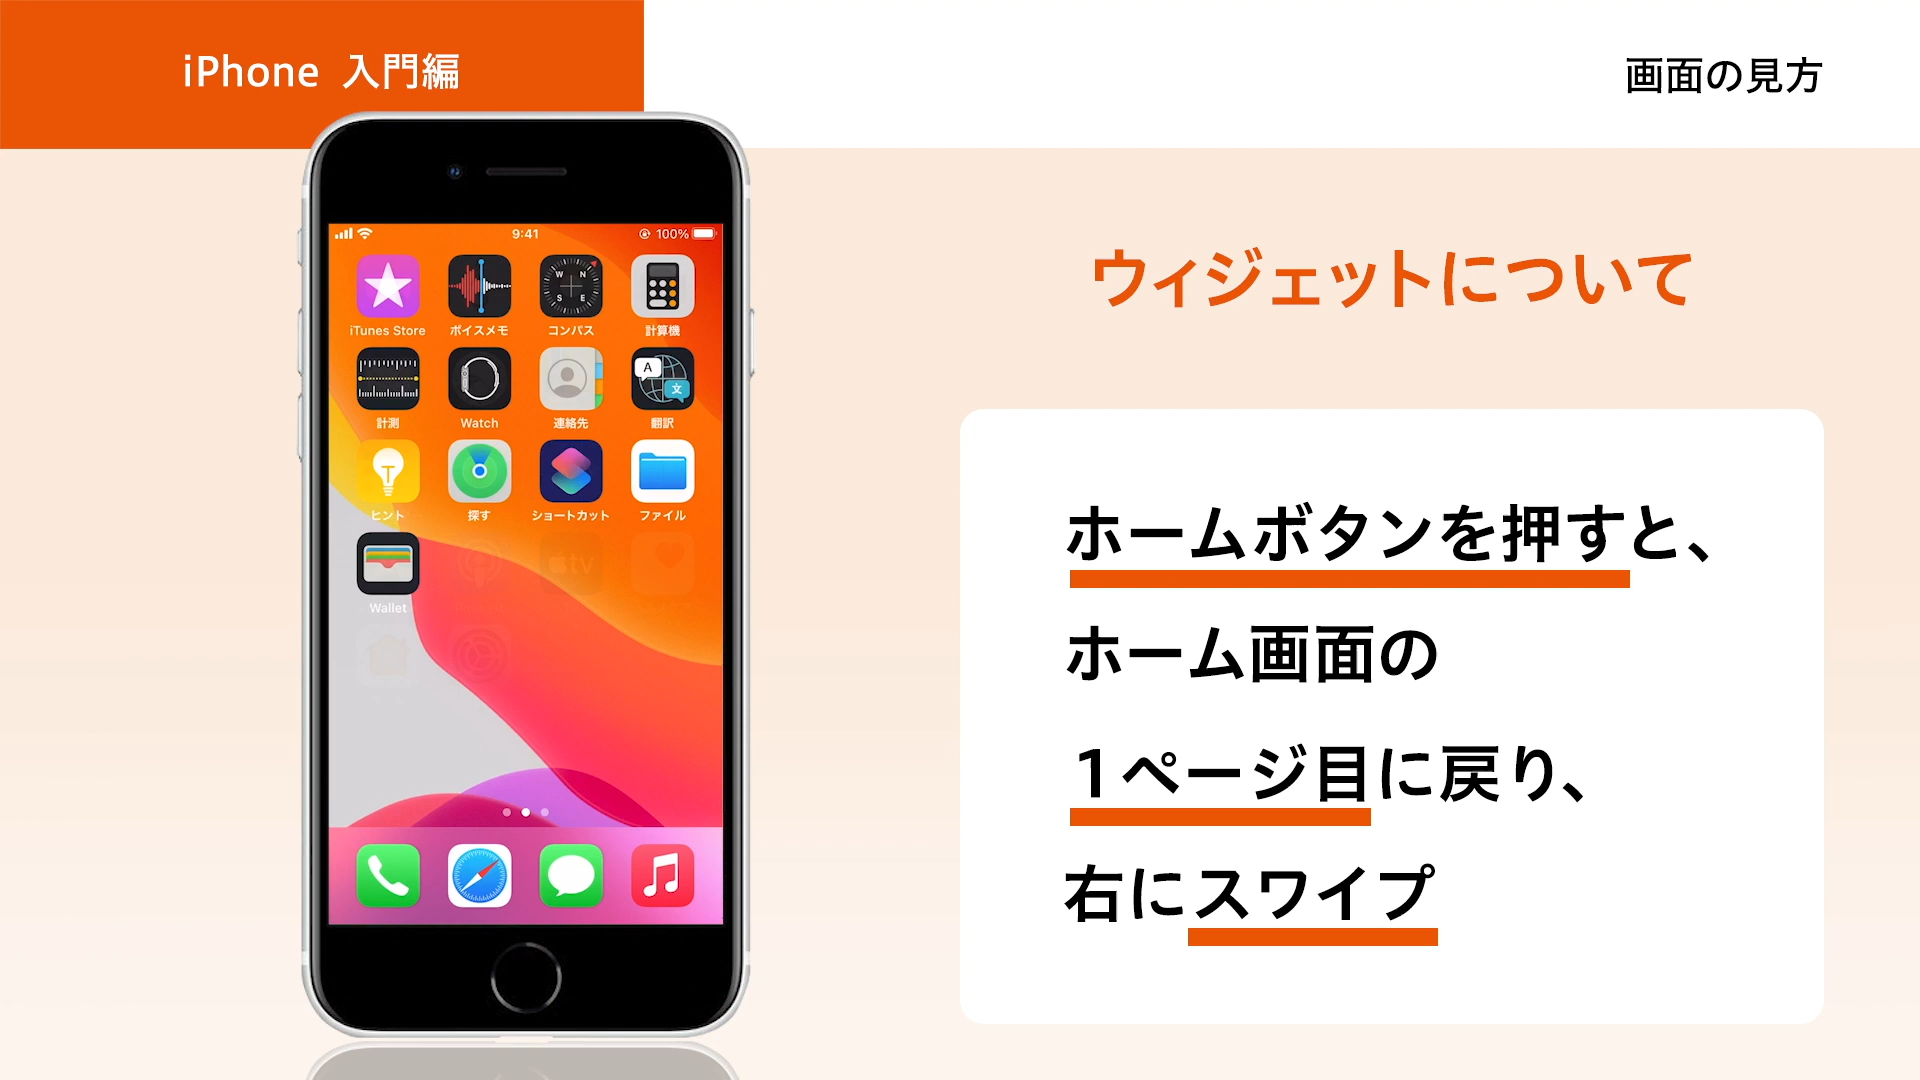 iPhone 入門編
画面の見方
9:41
100%
iTunes Store ボイスメモ コンパス 計算機
計測 Watch 連絡先 翻訳
ヒント 探す ショートカット ファイル
Wallet
ウィジェットについて
ホームボタンを押すと、
ホーム画面の
1ページ目に戻り、
右にスワイプ